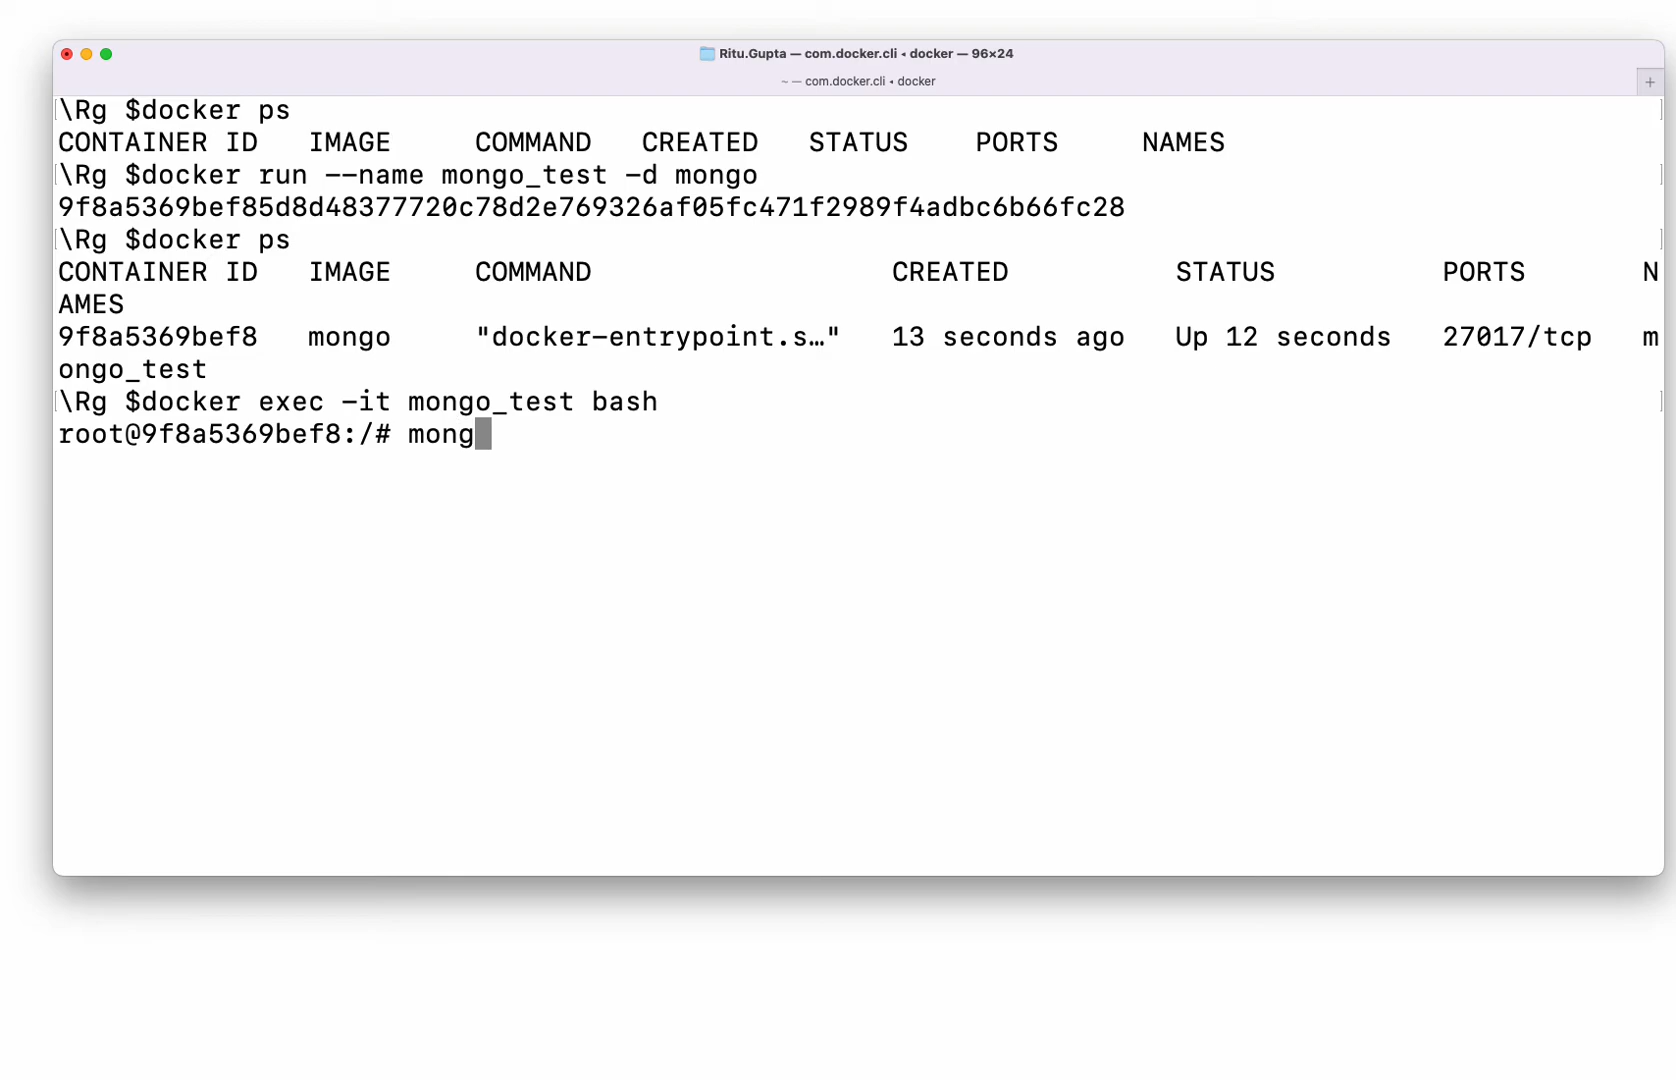 Ritu.Gupta — com.docker.cli ◂ docker — 96×24
~ — com.docker.cli • docker
+
\Rg $docker ps
CONTAINER ID   IMAGE     COMMAND   CREATED   STATUS    PORTS     NAMES
\Rg $docker run --name mongo_test -d mongo
9f8a5369bef85d8d48377720c78d2e769326af05fc471f2989f4adbc6b66fc28
\Rg $docker ps
CONTAINER ID   IMAGE     COMMAND                  CREATED          STATUS          PORTS       N
AMES
9f8a5369bef8   mongo     "docker-entrypoint.s…"   13 seconds ago   Up 12 seconds   27017/tcp   m
ongo_test
\Rg $docker exec -it mongo_test bash
root@9f8a5369bef8:/# mong